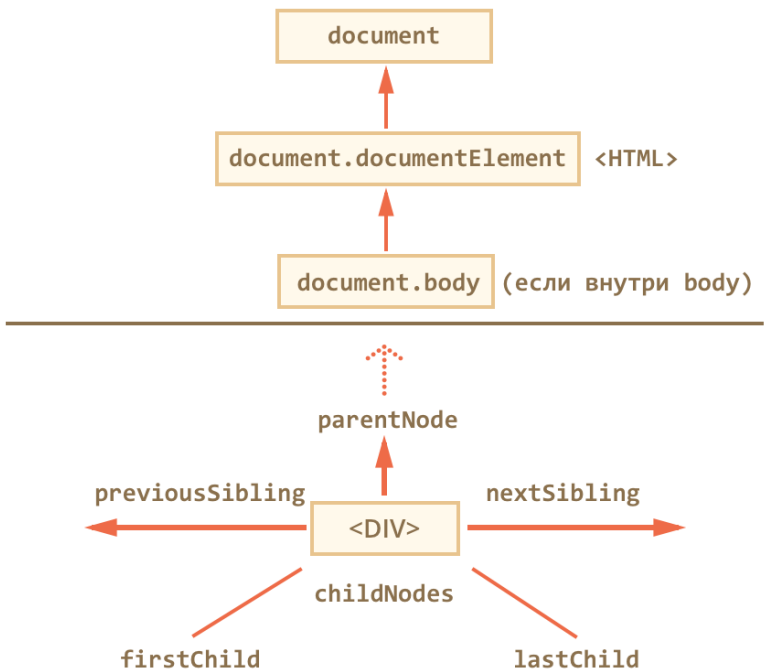 document
document.documentElement <HTML>
document.body (если внутри body)
parentNode
previousSibling nextSibling
<DIV>
childNodes
firstChild lastChild